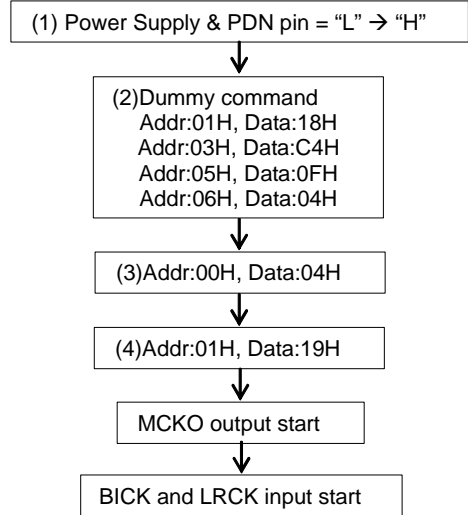 (1) Power Supply & PDN pin = “L” → “H”
(2)Dummy command
Addr:01H, Data:18H
Addr:03H, Data:C4H
Addr:05H, Data:0FH
Addr:06H, Data:04H
(3)Addr:00H, Data:04H
(4)Addr:01H, Data:19H
MCKO output start
BICK and LRCK input start